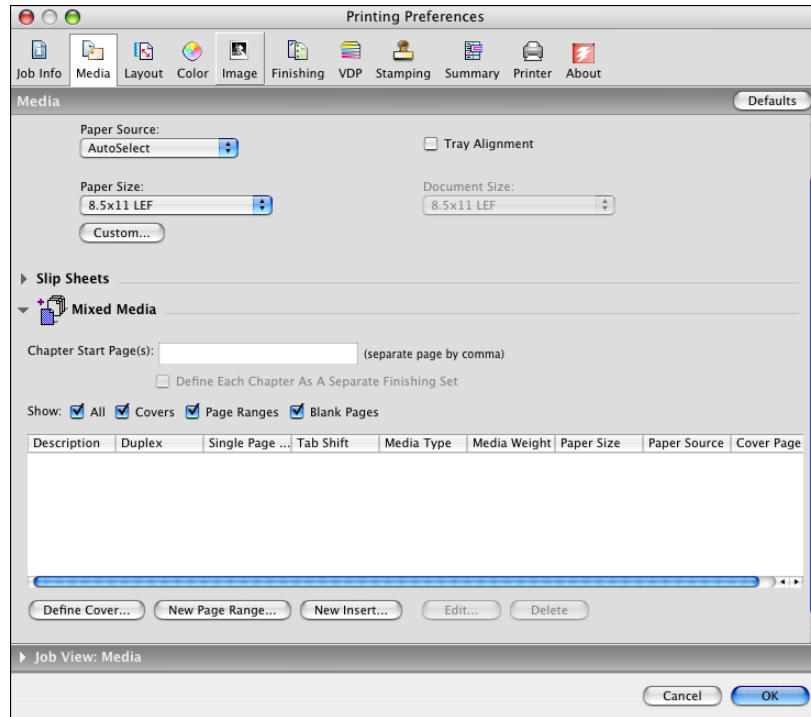 Printing Preferences
Job Info Media Layout Color Image Finishing VDP Stamping Summary Printer About
Media Defaults
Paper Source:
AutoSelect
Tray Alignment
Paper Size: Document Size:
8.5x11 LEF 8.5x11 LEF
Custom...
Slip Sheets
Mixed Media
Chapter Start Page(s): (separate page by comma)
Define Each Chapter As A Separate Finishing Set
Show: All Covers Page Ranges Blank Pages
Description Duplex Single Page ... Tab Shift Media Type Media Weight Paper Size Paper Source Cover Page
Define Cover... New Page Range... New Insert... Edit... Delete
Job View: Media
Cancel OK